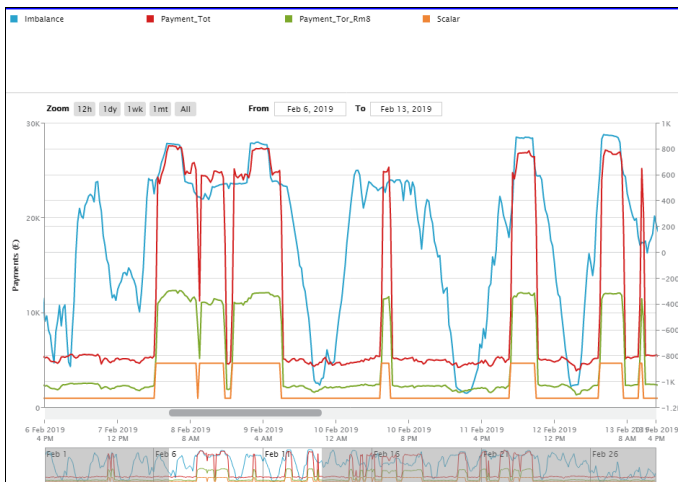 Imbalance Payment_Tot Payment_Tor_Rm8 Scalar
Zoom 12h 1dy 1wk 1mt All From Feb 6, 2019 To Feb 13, 2019
30K 1K
800
600
20K 400
200
Payments (£) 0
-200
10K -400
-600
-800
-1K
0 -1.20
6 Feb 2019 7 Feb 2019 8 Feb 2019 9 Feb 2019 10 Feb 2019 10 Feb 2019 11 Feb 2019 12 Feb 2019 13 Feb 2019
4 PM 12 PM 8 AM 4 AM 12 AM 8 PM 4 PM 12 PM 8 AM 4 PM
Feb 1 Feb 6 Feb 11 Feb 16 Feb 21 Feb 26